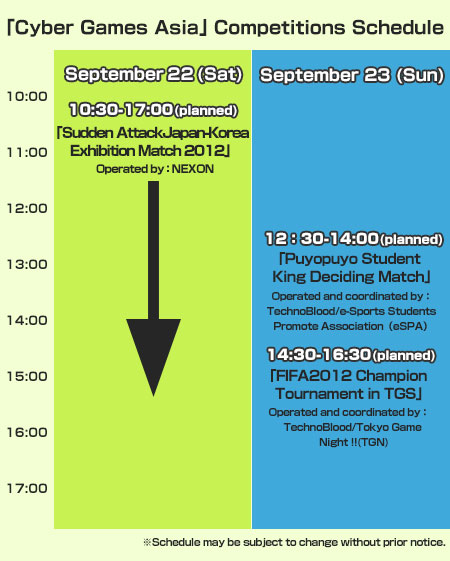 「Cyber Games Asia」 Competitions Schedule
September 22 (Sat)
10:00
10:30-17:00(planned)
「Sudden AttackJapan-Korea
Exhibition Match 2012」
Operated by : NEXON
11:00
12:00
13:00
14:00
15:00
16:00
17:00
September 23 (Sun)
12 : 30-14:00(planned)
「Puyopuyo Student
King Deciding Match」
Operated and coordinated by :
TechnoBlood/e-Sports Students
Promote Association (eSPA)
14:30-16:30(planned)
「FIFA2012 Champion
Tournament in TGS」
Operated and coordinated by :
TechnoBlood/Tokyo Game
Night !!(TGN)
※Schedule may be subject to change without prior notice.